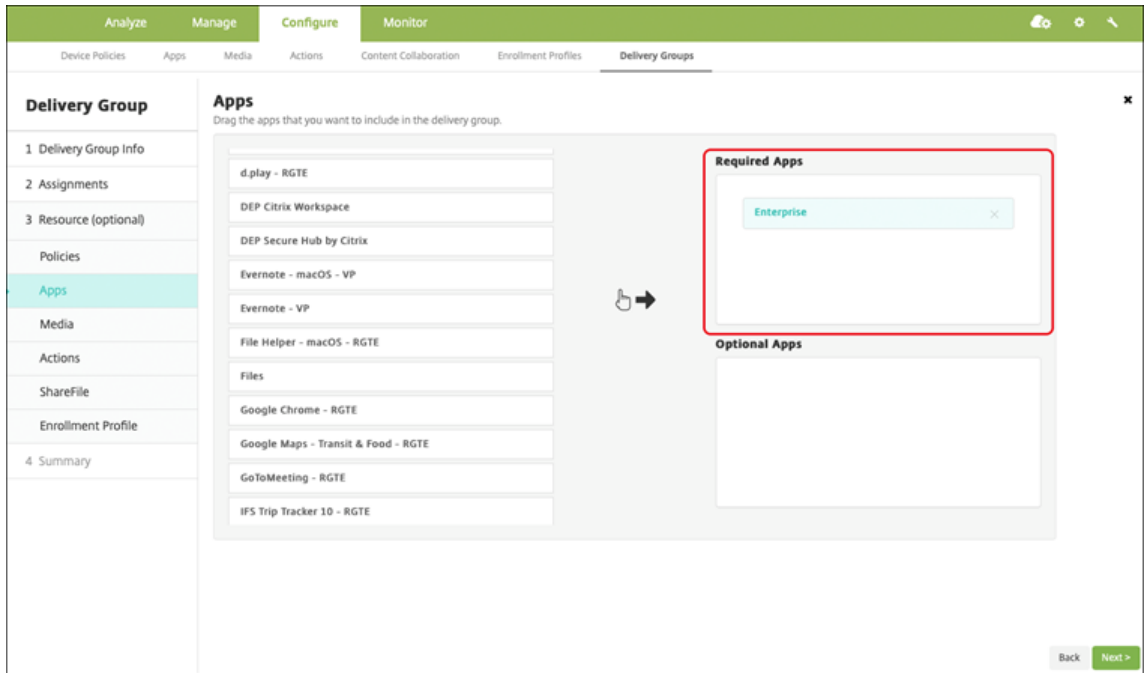 Analyze Manage Configure Monitor
Device Policies Apps Media Actions Content Collaboration Enrollment Profiles Delivery Groups
Delivery Group
1 Delivery Group Info
2 Assignments
3 Resource (optional)
Policies
Apps
Media
Actions
ShareFile
Enrollment Profile
4 Summary
Apps
Drag the apps that you want to include in the delivery group.
d.play - RGTE
DEP Citrix Workspace
DEP Secure Hub by Citrix
Evernote - macOS - VP
Evernote - VP
File Helper - macOS - RGTE
Files
Google Chrome - RGTE
Google Maps - Transit & Food - RGTE
GoToMeeting - RGTE
IFS Trip Tracker 10 - RGTE
Required Apps
Enterprise
Optional Apps
Back Next >